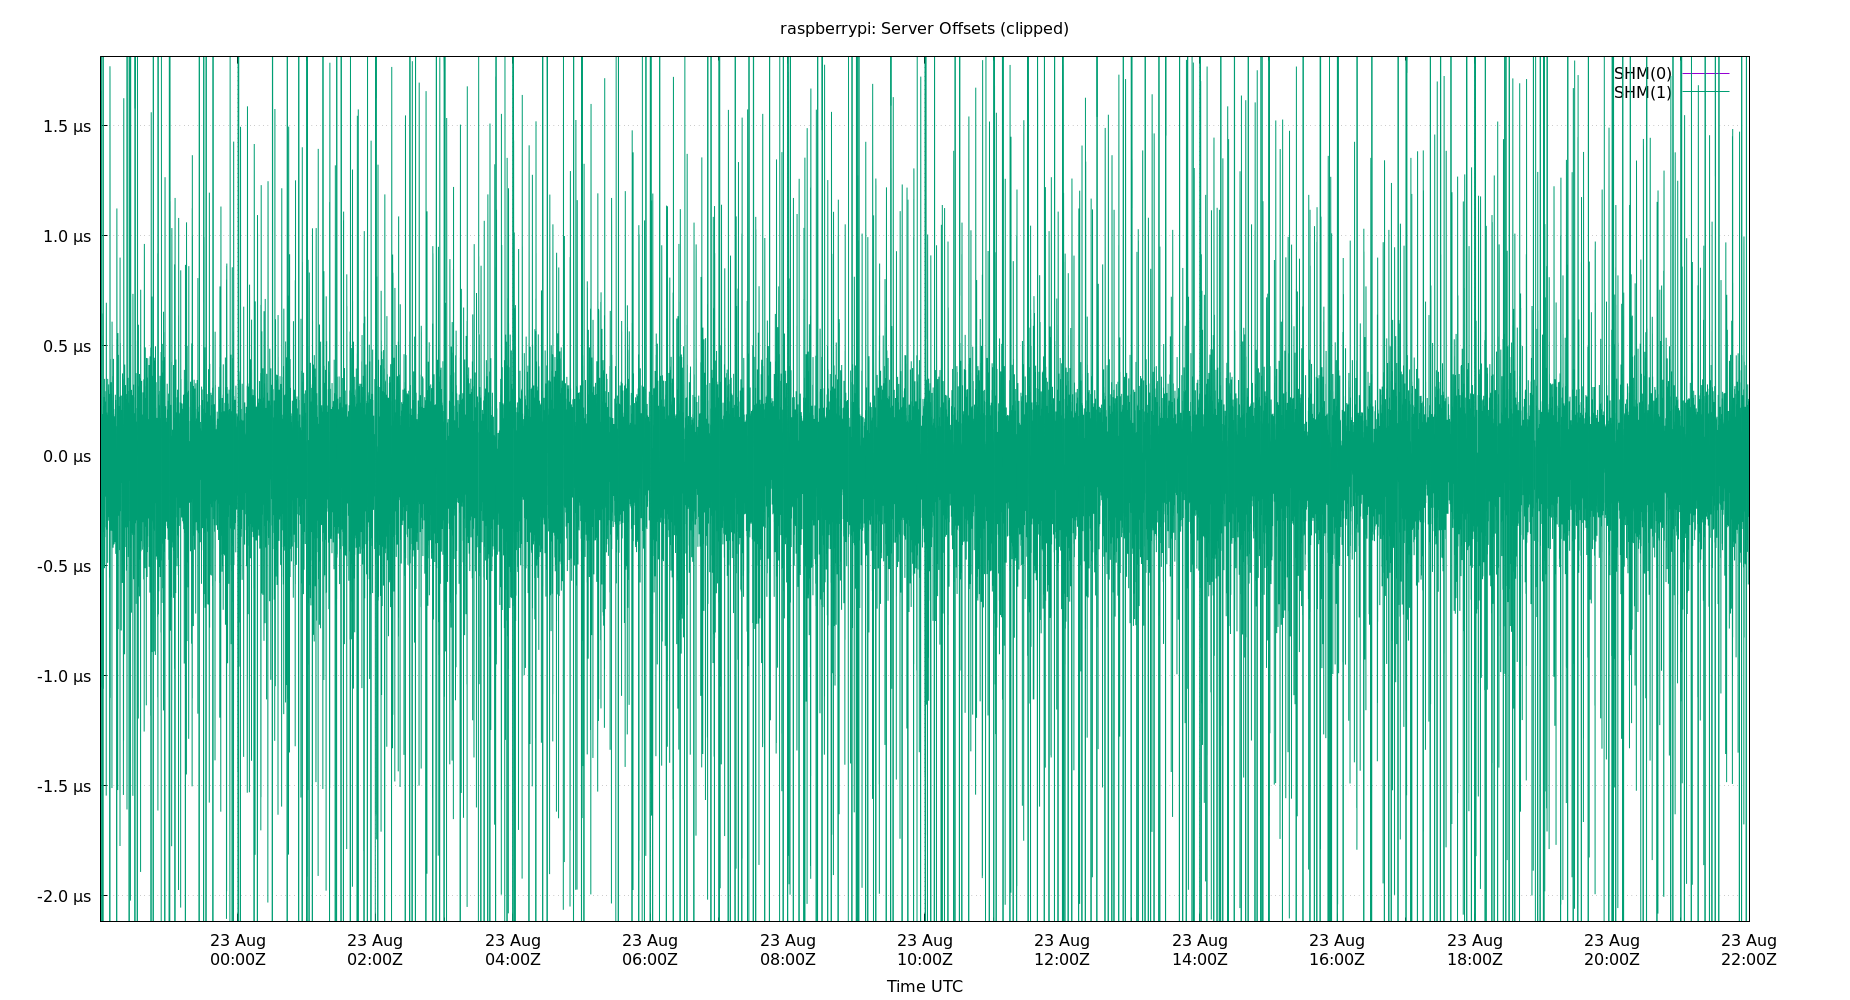 raspberrypi: Server Offsets (clipped)
SHM(0)
SHM(1)
1.5 µs
1.0 µs
0.5 µs
0.0 µs
-0.5 µs
-1.0 µs
-1.5 µs
-2.0 µs
23 Aug 23 Aug 23 Aug 23 Aug 23 Aug 23 Aug 23 Aug 23 Aug 23 Aug 23 Aug 23 Aug 23 Aug
00:00Z 02:00Z 04:00Z 06:00Z 08:00Z 10:00Z 12:00Z 14:00Z 16:00Z 18:00Z 20:00Z 22:00Z
Time UTC